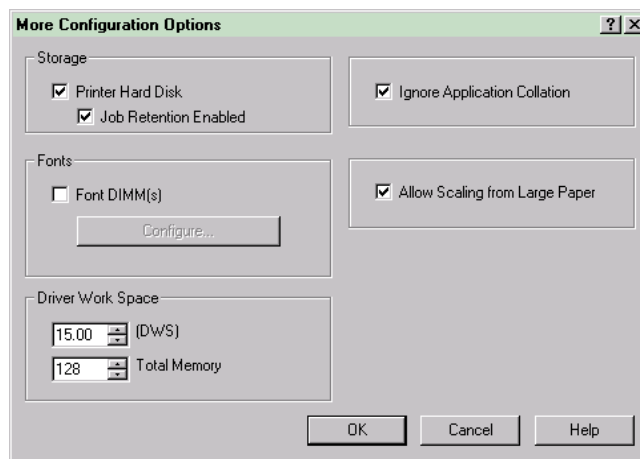 More Configuration Options
Storage
Printer Hard Disk
Job Retention Enabled
Ignore Application Collation
Fonts
Font DIMM(s)
Configure...
Allow Scaling from Large Paper
Driver Work Space
15.00 (DWS)
128 Total Memory
OK Cancel Help